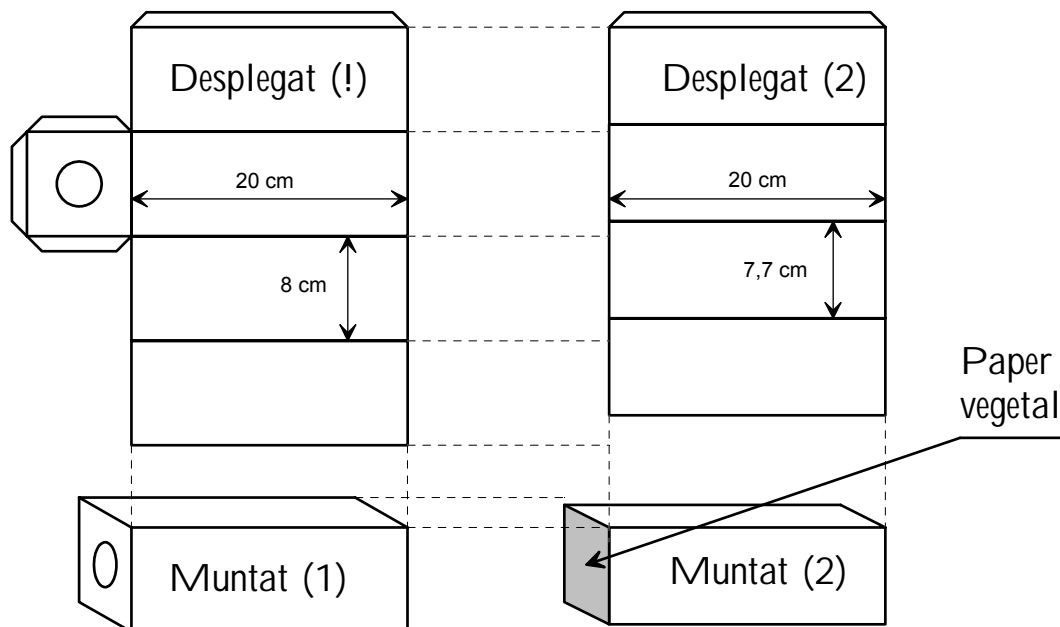 Desplegat (!)
Desplegat (2)
20 cm
20 cm
8 cm
7,7 cm
Paper
vegetal
Muntat (1)
Muntat (2)